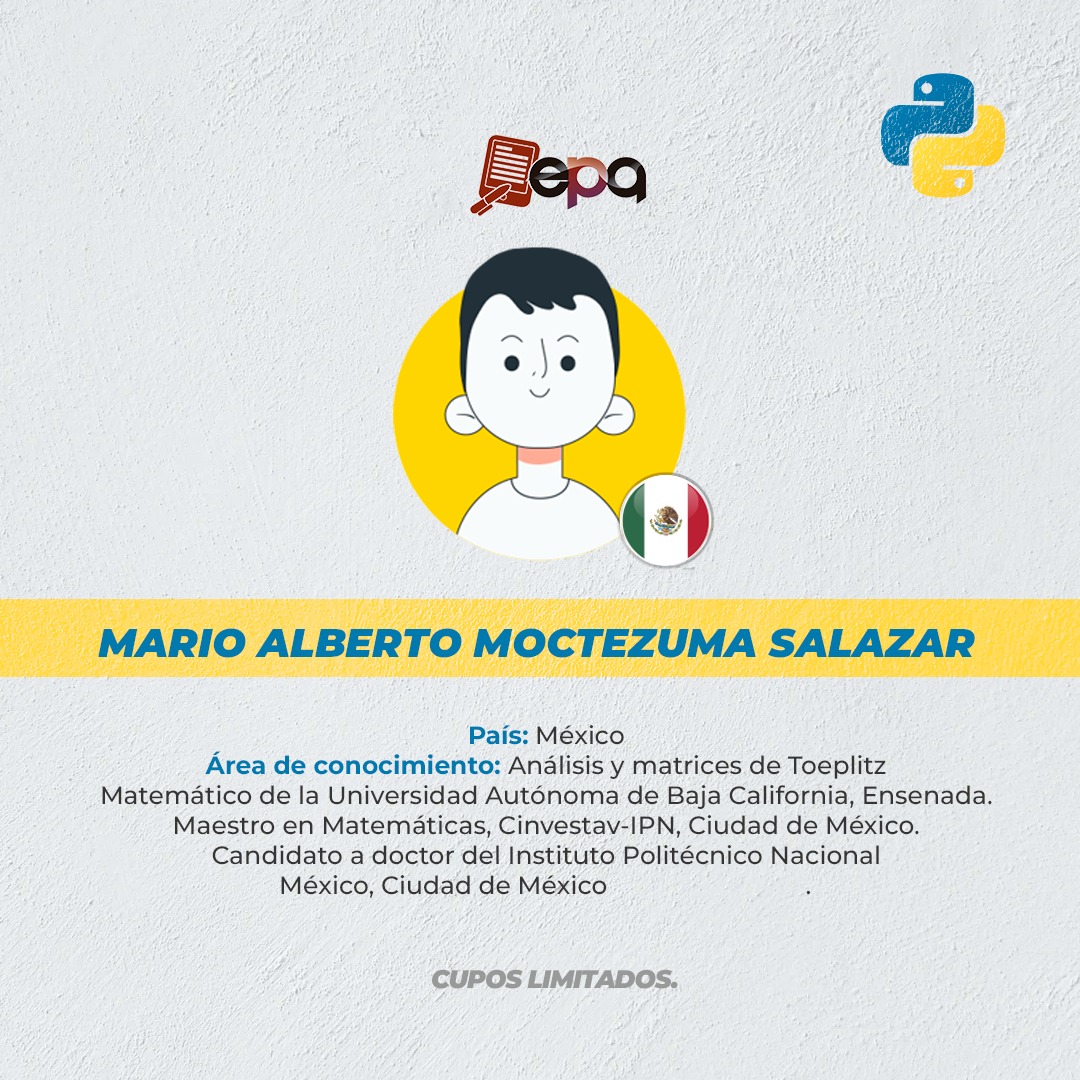 epq
MARIO ALBERTO MOCTEZUMA SALAZAR
País: México
Área de conocimiento: Análisis y matrices de Toeplitz
Matemático de la Universidad Autónoma de Baja California, Ensenada.
Maestro en Matemáticas, Cinvestav-IPN, Ciudad de México.
Candidato a doctor del Instituto Politécnico Nacional
México, Ciudad de México .
CUPOS LIMITADOS.